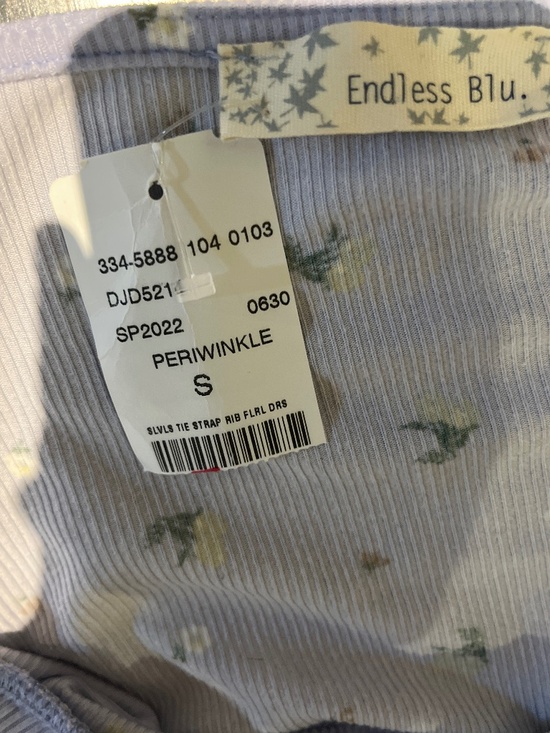 Endless Blu.
334-5888 104 0103
DJD521
SP2022 0630
PERIWINKLE
S
SLVLS TIE STRAP RIB FLRL DRS